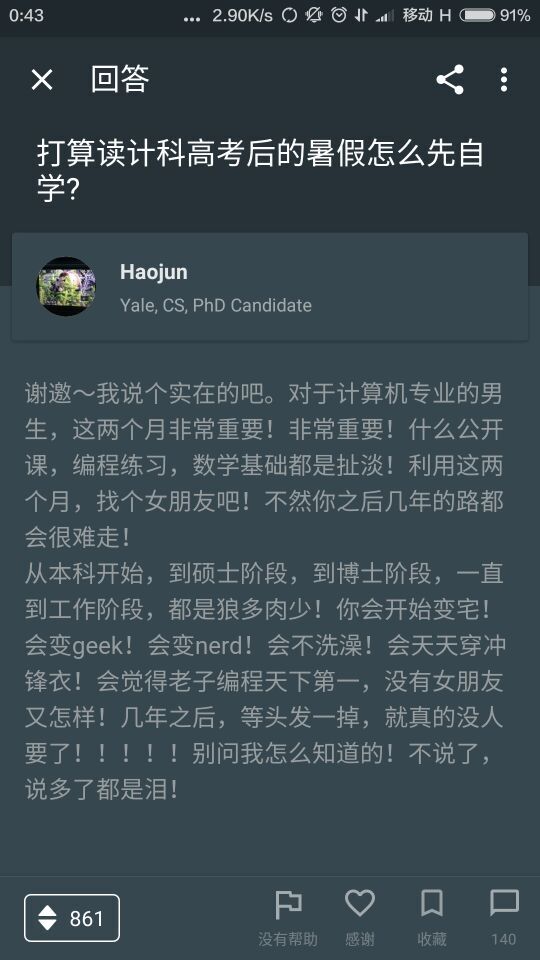 0:43
... 2.90K/s 移动 H 91%
回答
打算读计科高考后的暑假怎么先自
学?
Haojun
Yale, CS, PhD Candidate
谢邀～我说个实在的吧。对于计算机专业的男
生，这两个月非常重要！非常重要！什么公开
课，编程练习，数学基础都是扯淡！利用这两
个月，找个女朋友吧！不然你之后几年的路都
会很难走！
从本科开始，到硕士阶段，到博士阶段，一直
到工作阶段，都是狼多肉少！你会开始变宅！
会变geek！会变nerd！会不洗澡！会天天穿冲
锋衣！会觉得老子编程天下第一，没有女朋友
又怎样！几年之后，等头发一掉，就真的没人
要了！！！！！别问我怎么知道的！不说了，
说多了都是泪！
861
没有帮助 感谢 收藏 140